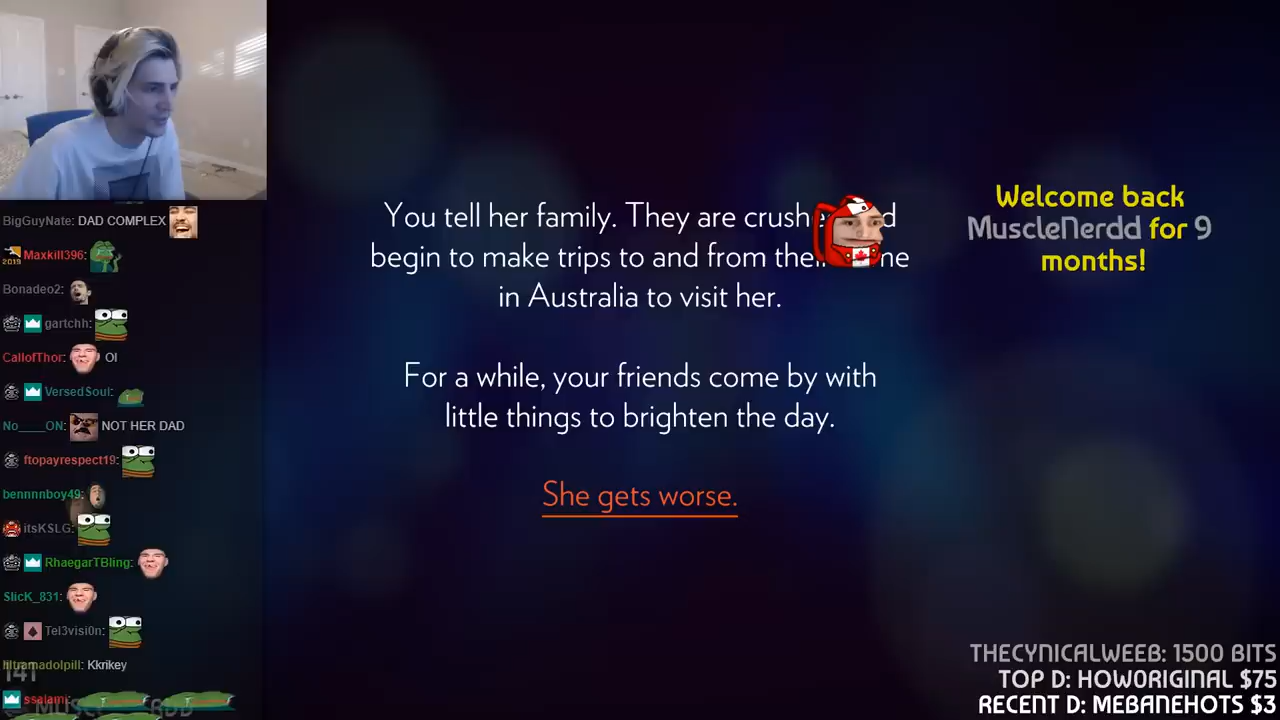 BigGuyNate: DAD COMPLEX
2019 Maxkill396:
Bonadeo2:
gartchh:
CallofThor: OI
VersedSoul:
No____ON: NOT HER DAD
ftopayrespect19:
bennnnboy49:
itsKSLG:
RhaegarTBling:
SlicK_831:
Tel3visi0n:
Kkrikey
141
ssalami:
You tell her family. They are
begin to make trips to and from
in Australia to visit her.
For a while, your friends come by with
little things to brighten the day.
She gets worse.
Welcome back
MuscleNerdd for 9
months!
THECYNICALWEEB: 1500 BITS
TOP D: HOWORIGINAL $75
RECENT D: MEBANEHOTS $3